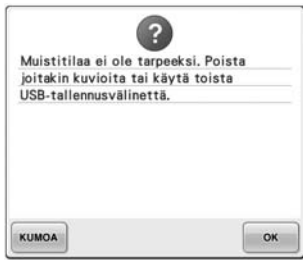 ?
Muistitilaa ei ole tarpeeksi. Poista
joitakin kuvioita tai käytä toista
USB-tallennusvälinettä.
KUMOA
OK